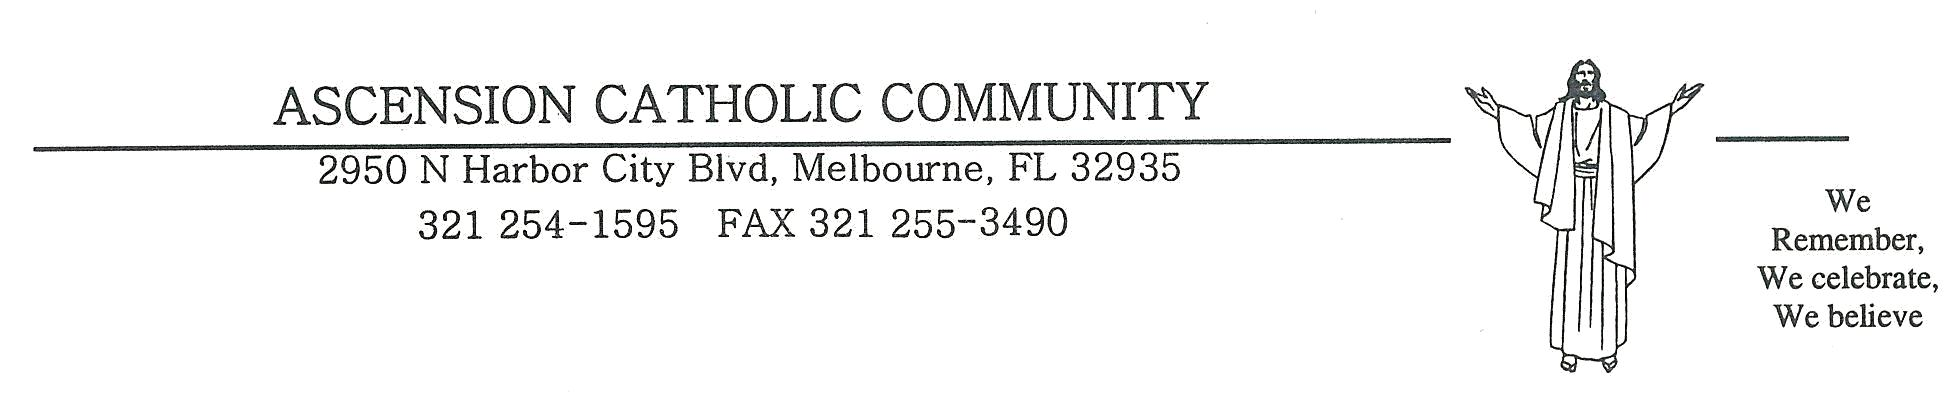 ASCENSION CATHOLIC COMMUNITY
2950 N Harbor City Blvd, Melbourne, FL 32935
321 254-1595 FAX 321 255-3490
We
Remember,
We celebrate,
We believe